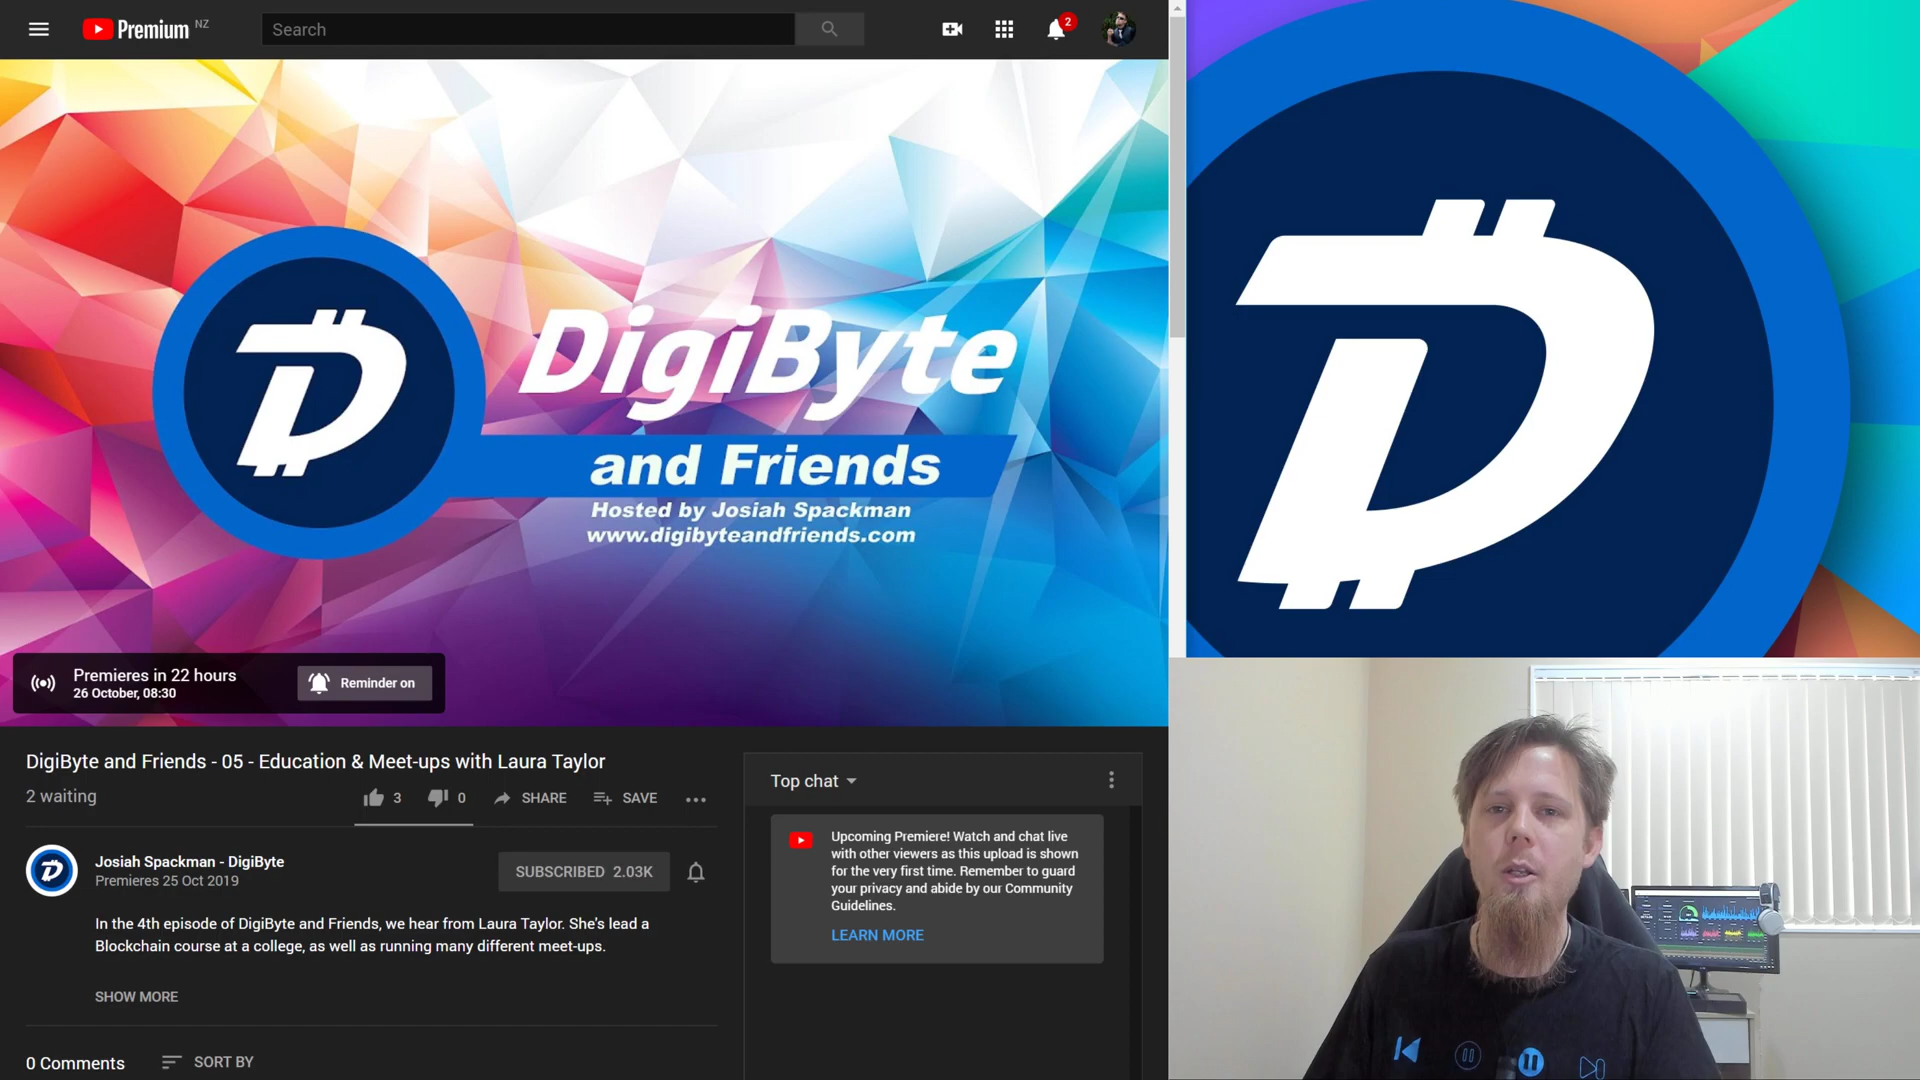 Premium NZ
Search
2
DigiByte
and Friends
Hosted by Josiah Spackman
www.digibyteandfriends.com
Premieres in 22 hours
26 October, 08:30
Reminder on
DigiByte and Friends - 05 - Education & Meet-ups with Laura Taylor
2 waiting
3
0
SHARE
SAVE
Josiah Spackman - DigiByte
Premieres 25 Oct 2019
SUBSCRIBED 2.03K
In the 4th episode of DigiByte and Friends, we hear from Laura Taylor. She's lead a
Blockchain course at a college, as well as running many different meet-ups.
SHOW MORE
0 Comments
SORT BY
Top chat
Upcoming Premiere! Watch and chat live
with other viewers as this upload is shown
for the very first time. Remember to guard
your privacy and abide by our Community
Guidelines.
LEARN MORE